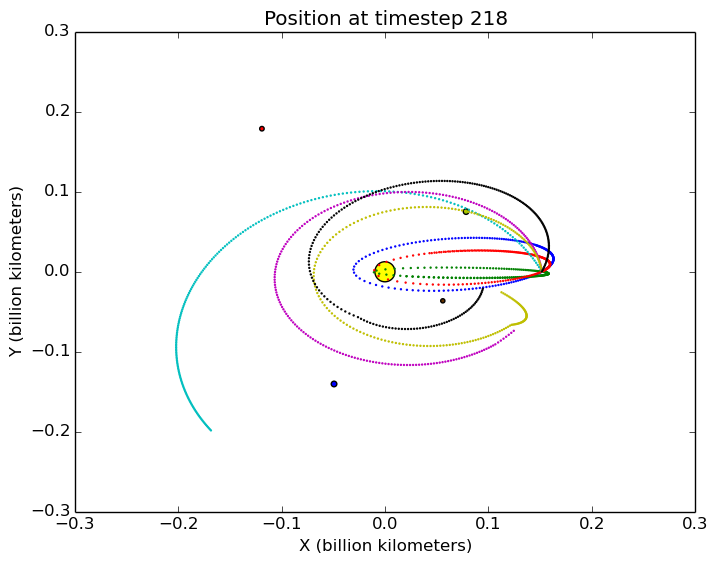 Position at timestep 218
0.3
0.2
0.1
0.0
−0.1
−0.2
−0.3
Y (billion kilometers)
−0.3 −0.2 −0.1 0.0 0.1 0.2 0.3
X (billion kilometers)